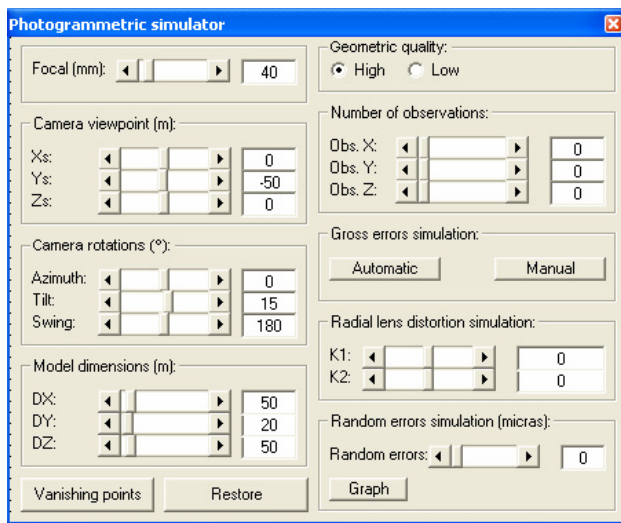 Photogrammetric simulator
Focal (mm): 40
Camera viewpoint (m):
Xs: 0
Ys: -50
Zs: 0
Camera rotations (°):
Azimuth: 0
Tilt: 15
Swing: 180
Model dimensions (m):
DX: 50
DY: 20
DZ: 50
Vanishing points Restore
Geometric quality:
High Low
Number of observations:
Obs. X: 0
Obs. Y: 0
Obs. Z: 0
Gross errors simulation:
Automatic Manual
Radial lens distortion simulation:
K1: 0
K2: 0
Random errors simulation (micras):
Random errors: 0
Graph